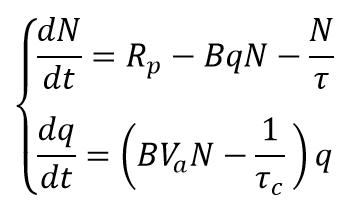 dN/dt = R_p − BqN − N/τ
dq/dt = (BV_aN − 1/τ_c) q